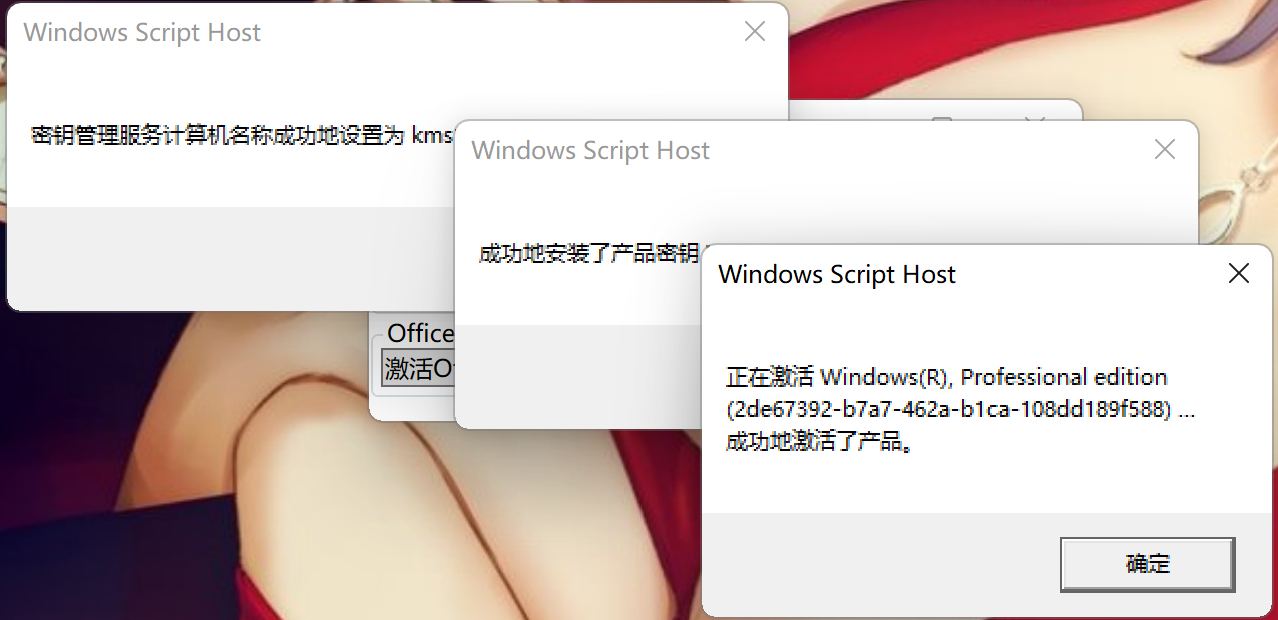 Windows Script Host
密钥管理服务计算机名称成功地设置为 kms
Windows Script Host
成功地安装了产品密钥
Office
激活O
Windows Script Host
正在激活 Windows(R), Professional edition
(2de67392-b7a7-462a-b1ca-108dd189f588) ...
成功地激活了产品。
确定